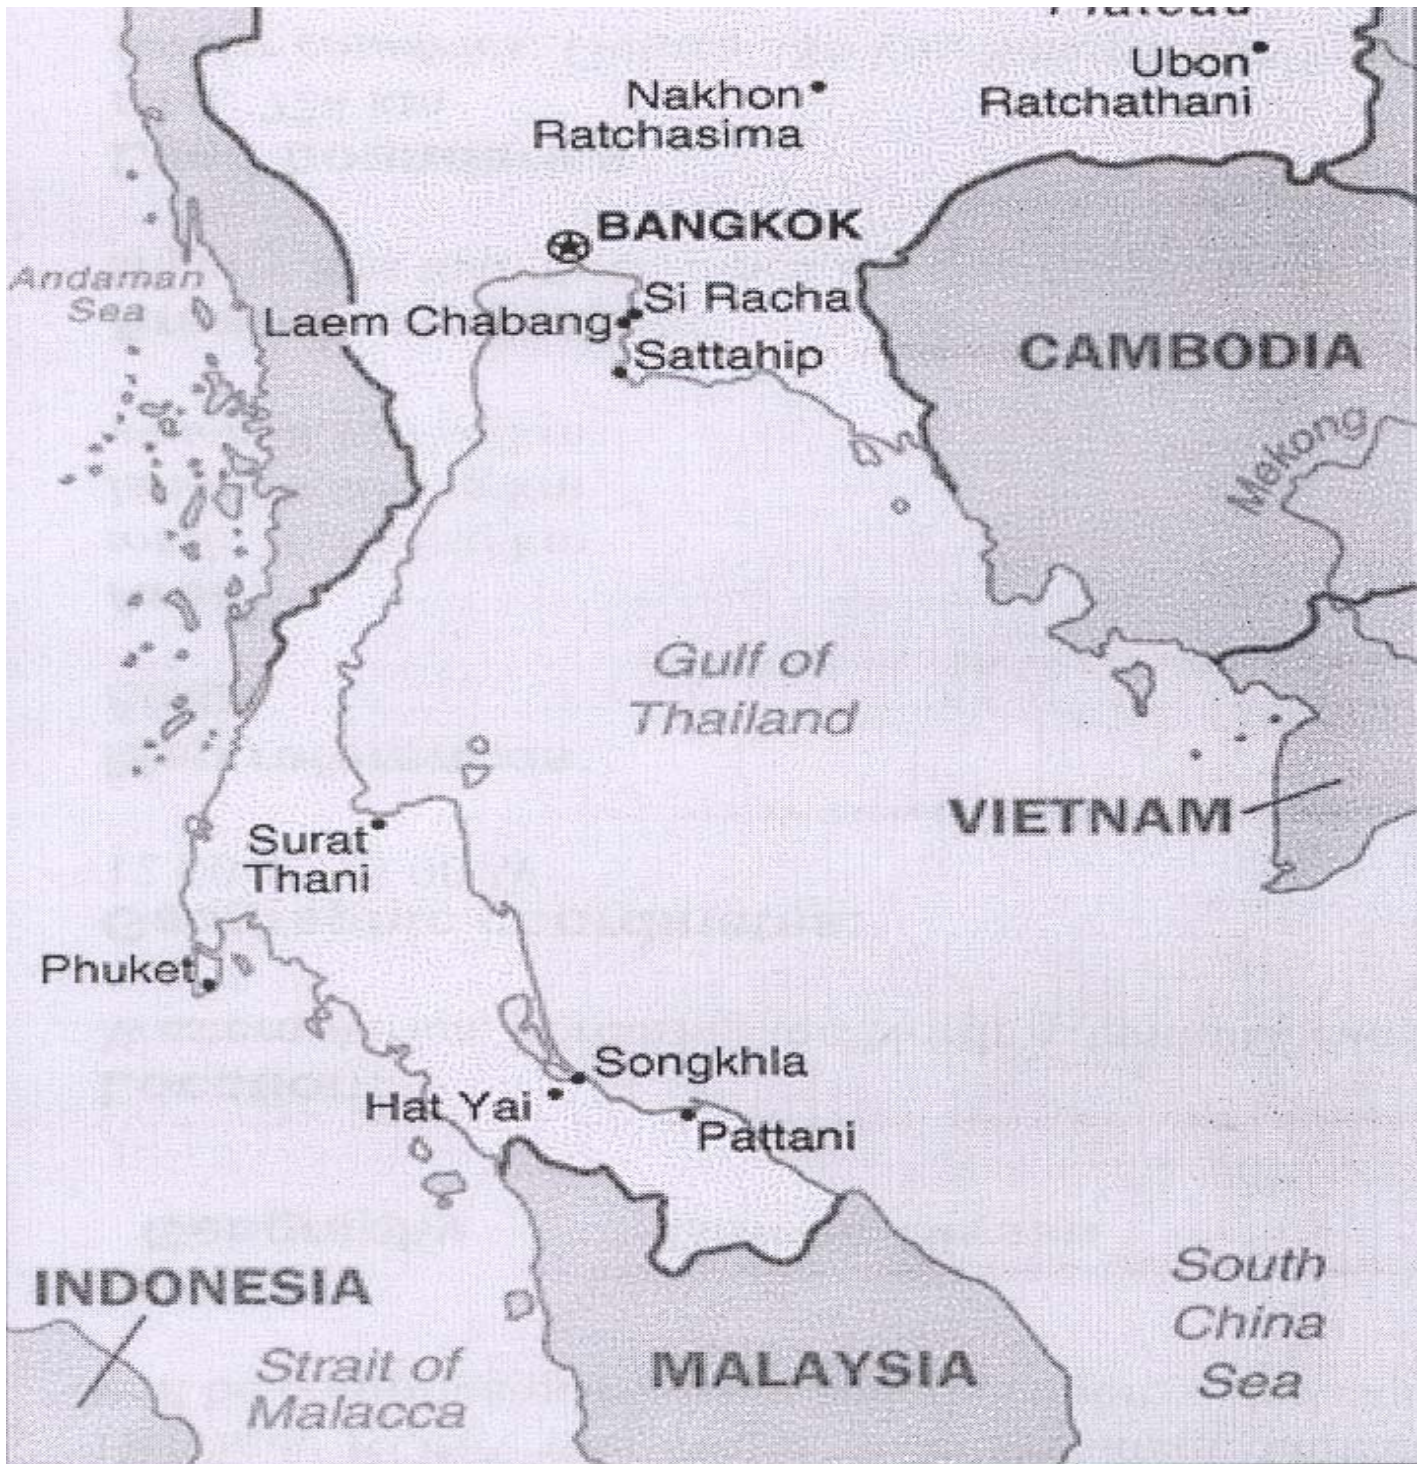 Plateau
Ubon
Ratchathani
Nakhon
Ratchasima
BANGKOK
Andaman
Sea
Si Racha
Laem Chabang
Sattahip
CAMBODIA
Mekong
Gulf of
Thailand
VIETNAM
Surat
Thani
Phuket
Songkhla
Hat Yai
Pattani
INDONESIA
South
China
Sea
Strait of
Malacca
MALAYSIA